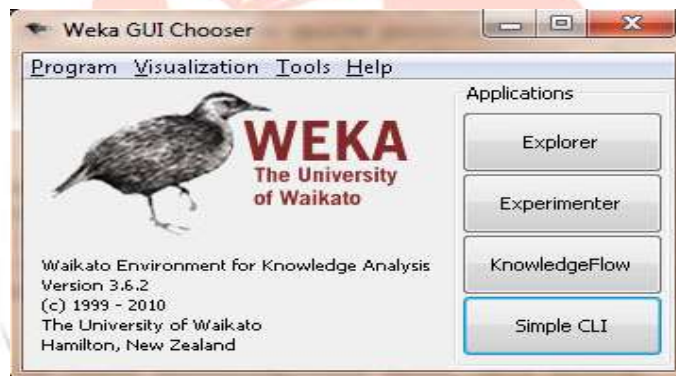 Weka GUI Chooser
Program Visualization Tools Help
WEKA
The University
of Waikato
Waikato Environment for Knowledge Analysis
Version 3.6.2
(c) 1999 - 2010
The University of Waikato
Hamilton, New Zealand
Applications
Explorer
Experimenter
KnowledgeFlow
Simple CLI